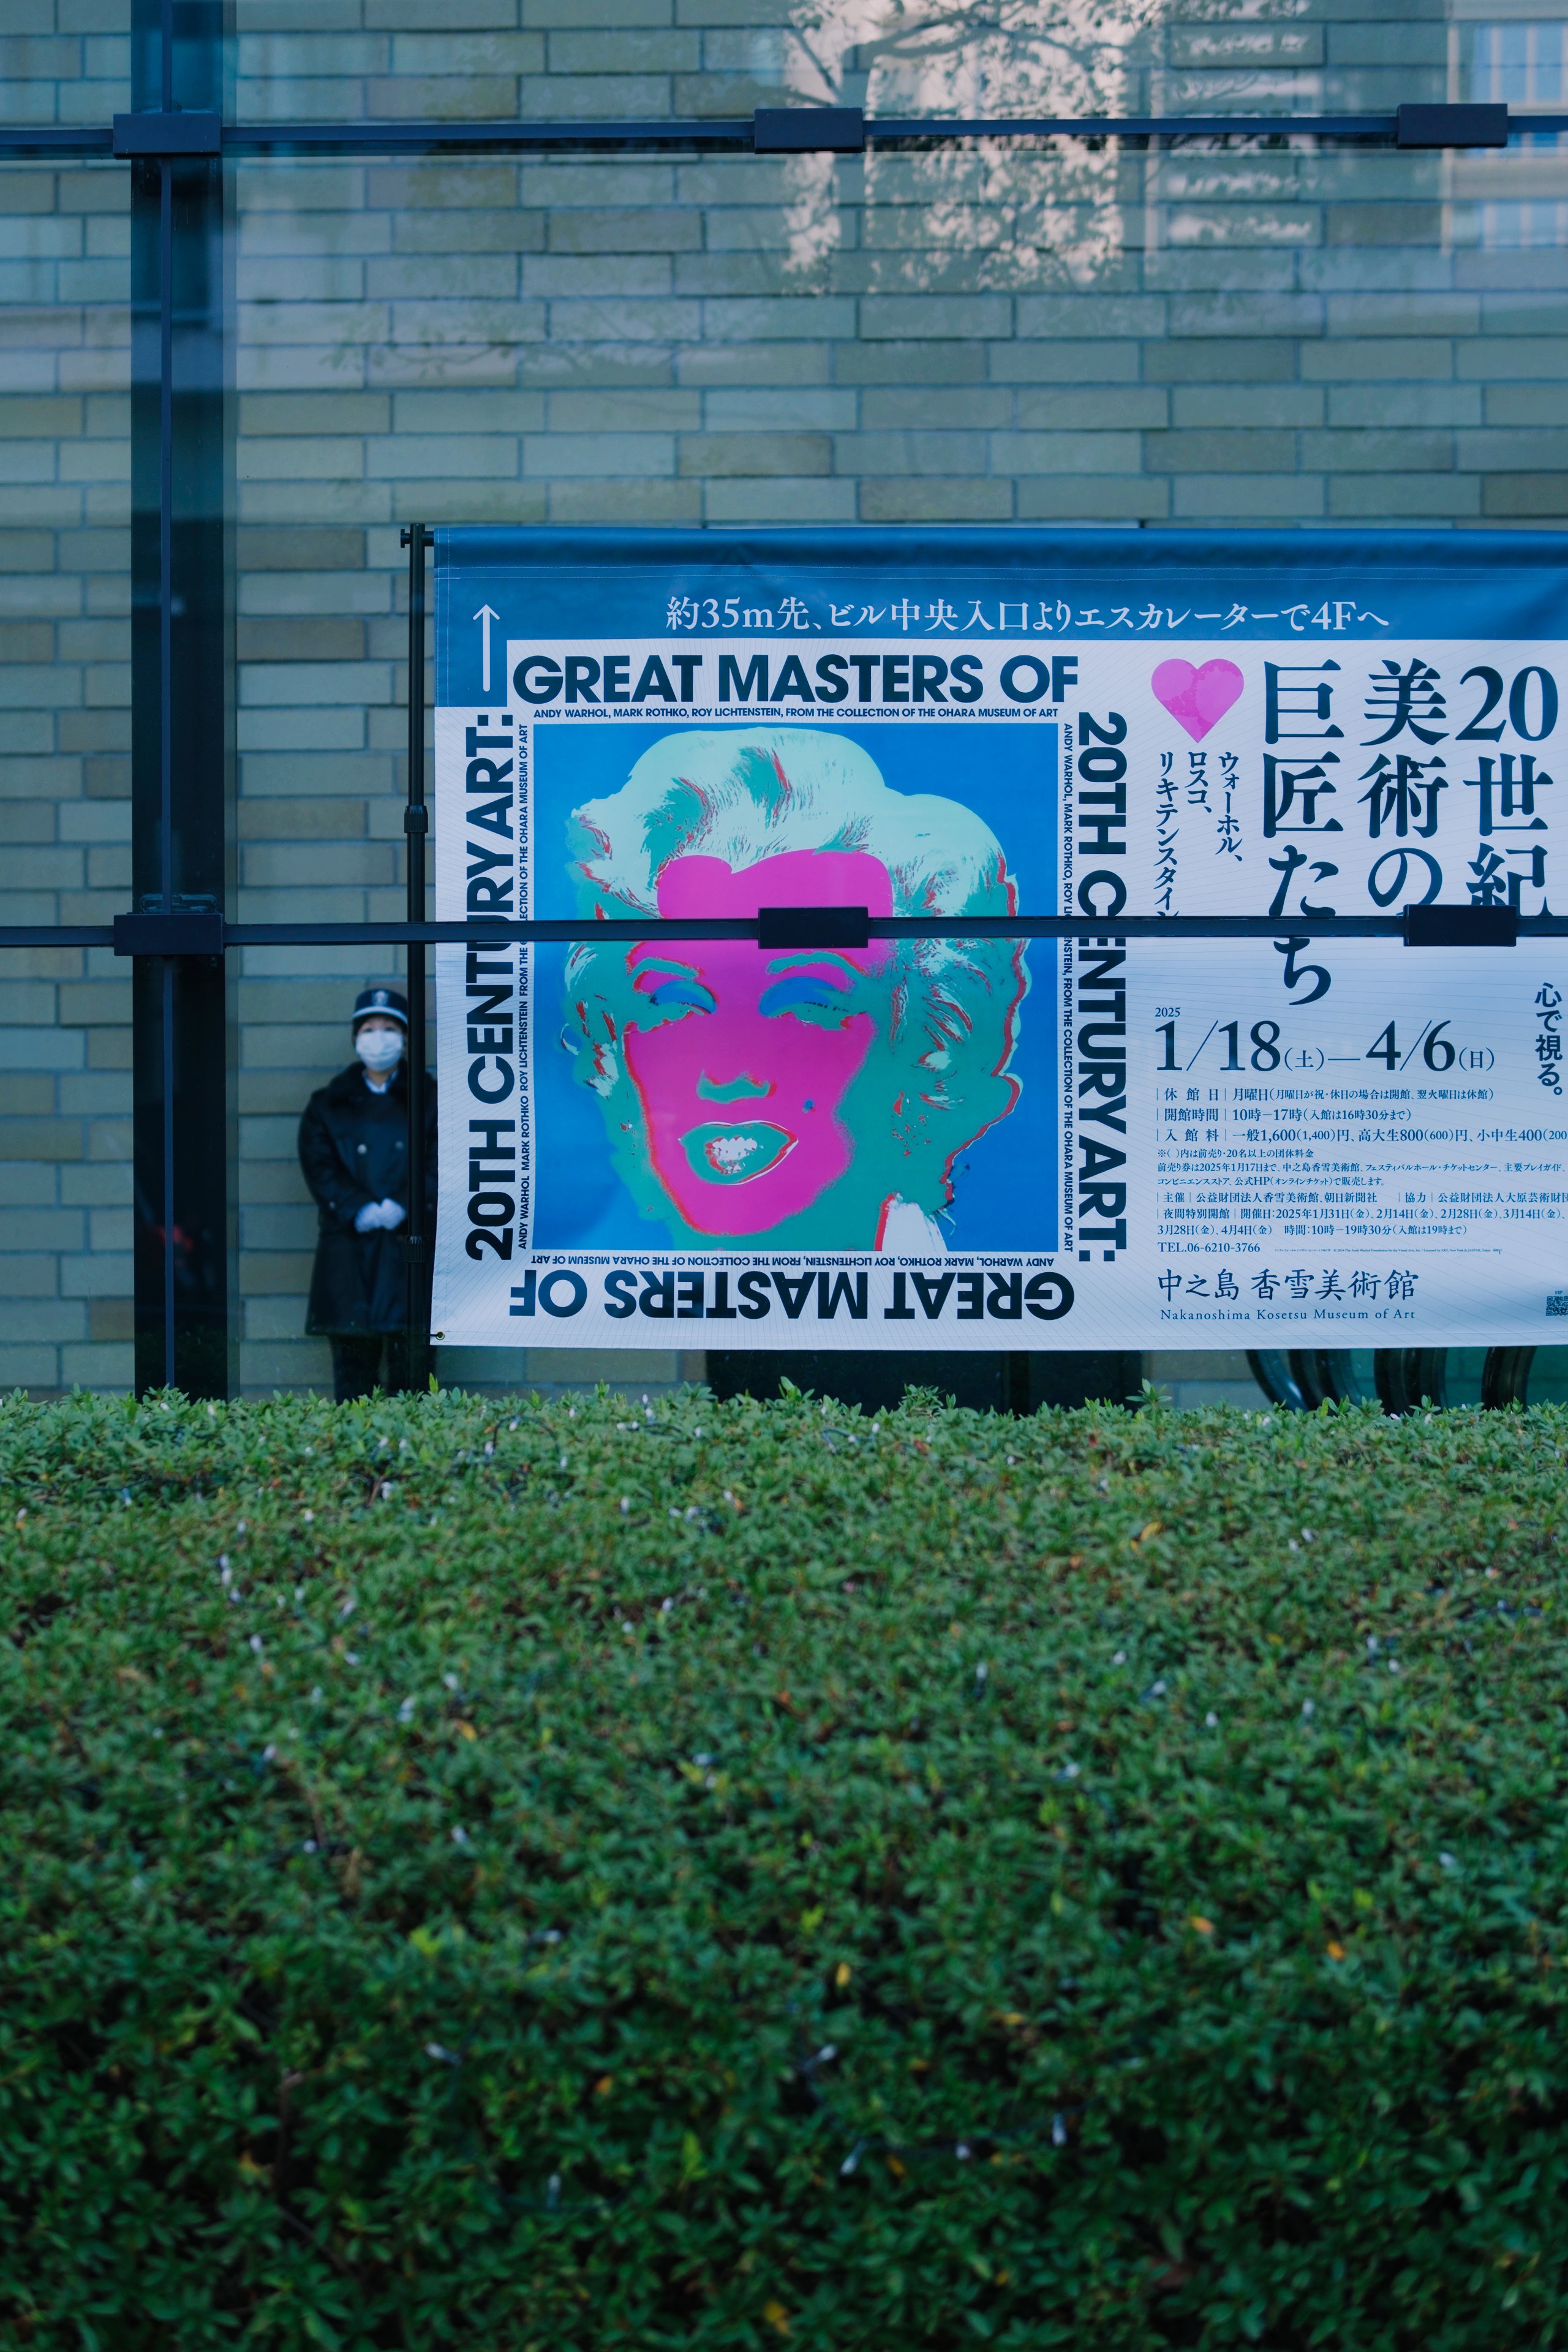 約35m先、ビル中央入口よりエスカレーターで4Fへ
GREAT MASTERS OF
ANDY WARHOL, MARK ROTHKO, ROY LICHTENSTEIN, FROM THE COLLECTION OF THE OHARA MUSEUM OF ART
20TH CENTURY ART:
ANDY WARHOL, MARK ROTHKO, ROY LICHTENSTEIN, FROM THE COLLECTION OF THE OHARA MUSEUM OF ART
GREAT MASTERS OF
ANDY WARHOL, MARK ROTHKO, ROY LICHTENSTEIN, FROM THE COLLECTION OF THE OHARA MUSEUM OF ART
20TH CENTURY ART:
ANDY WARHOL MARK ROTHKO ROY LICHTENSTEIN FROM THE COLLECTION OF THE OHARA MUSEUM OF ART
20世紀
美術の
巨匠たち
ウォーホル、
ロスコ、
リキテンスタイン
心で視る。
2025
1/18(土)—4/6(日)
|休館日|月曜日(月曜日が祝・休日の場合は開館、翌火曜日は休館)
|開館時間|10時−17時(入館は16時30分まで)
|入館料|一般1,600(1,400)円、高大生800(600)円、小中生400(200
※( )内は前売り・20名以上の団体料金
前売り券は2025年1月17日まで、中之島香雪美術館、フェスティバルホール・チケットセンター、主要プレイガイド、
コンビニエンスストア、公式HP(オンラインチケット)で販売します。
|主催|公益財団法人香雪美術館、朝日新聞社 |協力|公益財団法人大原芸術財団
|夜間特別開館|開催日:2025年1月31日(金)、2月14日(金)、2月28日(金)、3月14日(金)、
3月28日(金)、4月4日(金) 時間:10時−19時30分(入館は19時まで)
TEL.06-6210-3766
中之島 香雪美術館
Nakanoshima Kosetsu Museum of Art